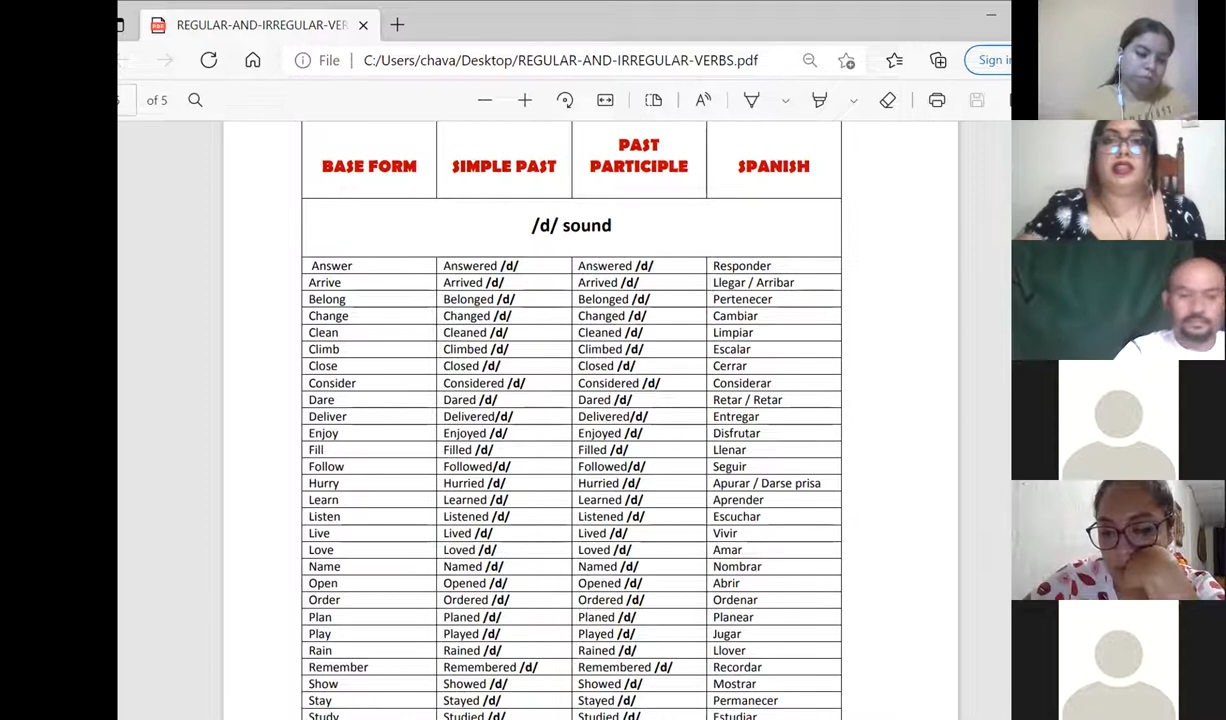 REGULAR-AND-IRREGULAR-VER
File C:/Users/chava/Desktop/REGULAR-AND-IRREGULAR-VERBS.pdf Sign in
of 5
BASE FORM SIMPLE PAST PAST PARTICIPLE SPANISH
/d/ sound
Answer Answered /d/ Answered /d/ Responder
Arrive Arrived /d/ Arrived /d/ Llegar / Arribar
Belong Belonged /d/ Belonged /d/ Pertenecer
Change Changed /d/ Changed /d/ Cambiar
Clean Cleaned /d/ Cleaned /d/ Limpiar
Climb Climbed /d/ Climbed /d/ Escalar
Close Closed /d/ Closed /d/ Cerrar
Consider Considered /d/ Considered /d/ Considerar
Dare Dared /d/ Dared /d/ Retar / Retar
Deliver Delivered/d/ Delivered/d/ Entregar
Enjoy Enjoyed /d/ Enjoyed /d/ Disfrutar
Fill Filled /d/ Filled /d/ Llenar
Follow Followed/d/ Followed/d/ Seguir
Hurry Hurried /d/ Hurried /d/ Apurar / Darse prisa
Learn Learned /d/ Learned /d/ Aprender
Listen Listened /d/ Listened /d/ Escuchar
Live Lived /d/ Lived /d/ Vivir
Love Loved /d/ Loved /d/ Amar
Name Named /d/ Named /d/ Nombrar
Open Opened /d/ Opened /d/ Abrir
Order Ordered /d/ Ordered /d/ Ordenar
Plan Planed /d/ Planed /d/ Planear
Play Played /d/ Played /d/ Jugar
Rain Rained /d/ Rained /d/ Llover
Remember Remembered /d/ Remembered /d/ Recordar
Show Showed /d/ Showed /d/ Mostrar
Stay Stayed /d/ Stayed /d/ Permanecer
Study Studied /d/ Studied /d/ Estudiar